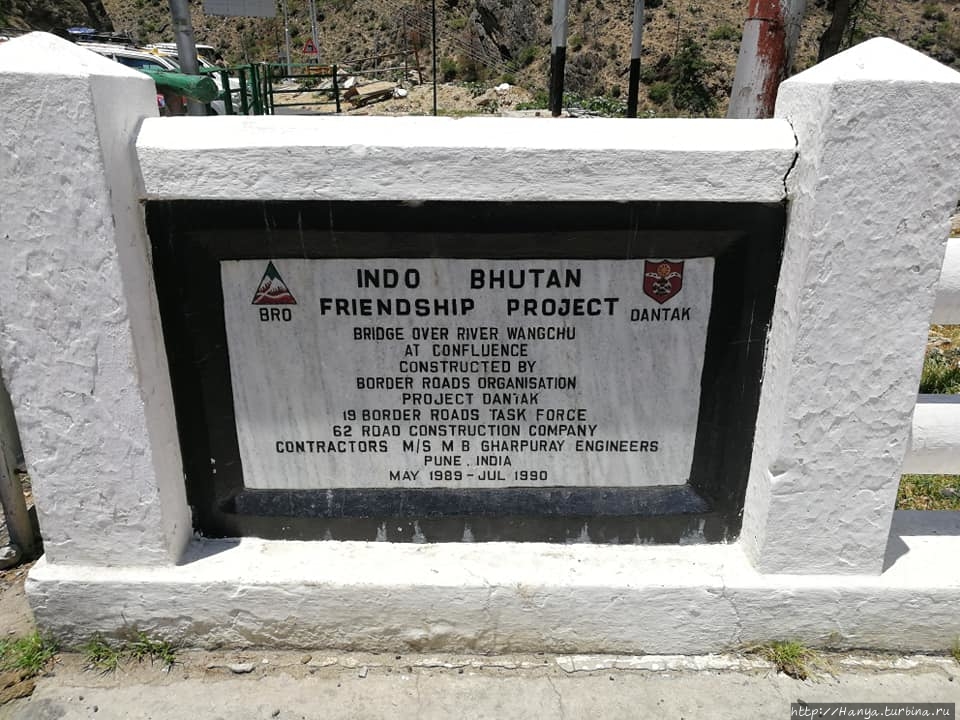 INDO BHUTAN
FRIENDSHIP PROJECT
BRO
DANTAK
BRIDGE OVER RIVER WANGCHU
AT CONFLUENCE
CONSTRUCTED BY
BORDER ROADS ORGANISATION
PROJECT DANTAK
19 BORDER ROADS TASK FORCE
62 ROAD CONSTRUCTION COMPANY
CONTRACTORS M/S M B GHARPURAY ENGINEERS
PUNE . INDIA
MAY 1989 - JUL 1990
http://Hanya.turbina.ru